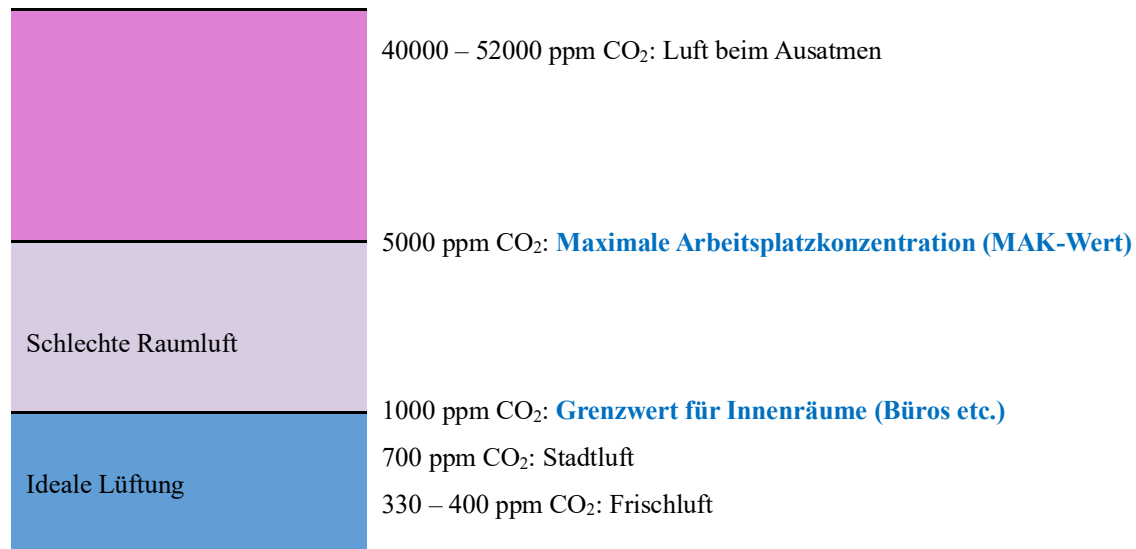 40000 – 52000 ppm CO₂: Luft beim Ausatmen
5000 ppm CO₂: Maximale Arbeitsplatzkonzentration (MAK-Wert)
Schlechte Raumluft
1000 ppm CO₂: Grenzwert für Innenräume (Büros etc.)
700 ppm CO₂: Stadtluft
Ideale Lüftung
330 – 400 ppm CO₂: Frischluft